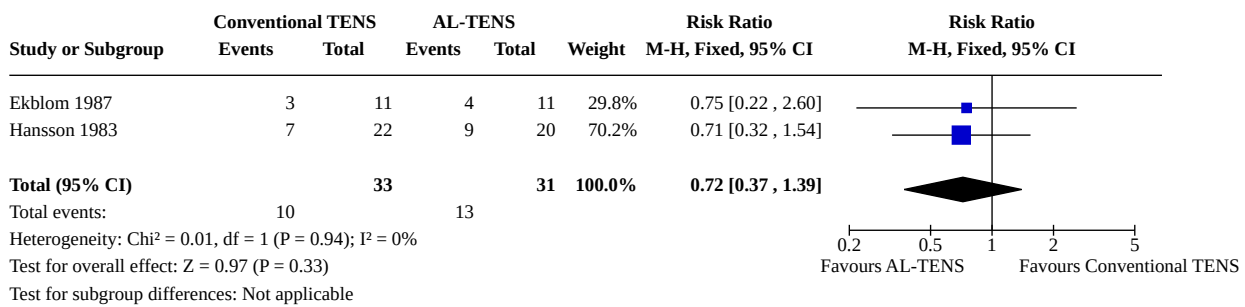 Conventional TENS AL-TENS Risk Ratio Risk Ratio
Study or Subgroup Events Total Events Total Weight M-H, Fixed, 95% CI M-H, Fixed, 95% CI
Ekblom 1987 3 11 4 11 29.8% 0.75 [0.22 , 2.60]
Hansson 1983 7 22 9 20 70.2% 0.71 [0.32 , 1.54]
Total (95% CI) 33 31 100.0% 0.72 [0.37 , 1.39]
Total events: 10 13
Heterogeneity: Chi² = 0.01, df = 1 (P = 0.94); I² = 0%
Test for overall effect: Z = 0.97 (P = 0.33)
Test for subgroup differences: Not applicable
0.2 0.5 1 2 5
Favours AL-TENS Favours Conventional TENS